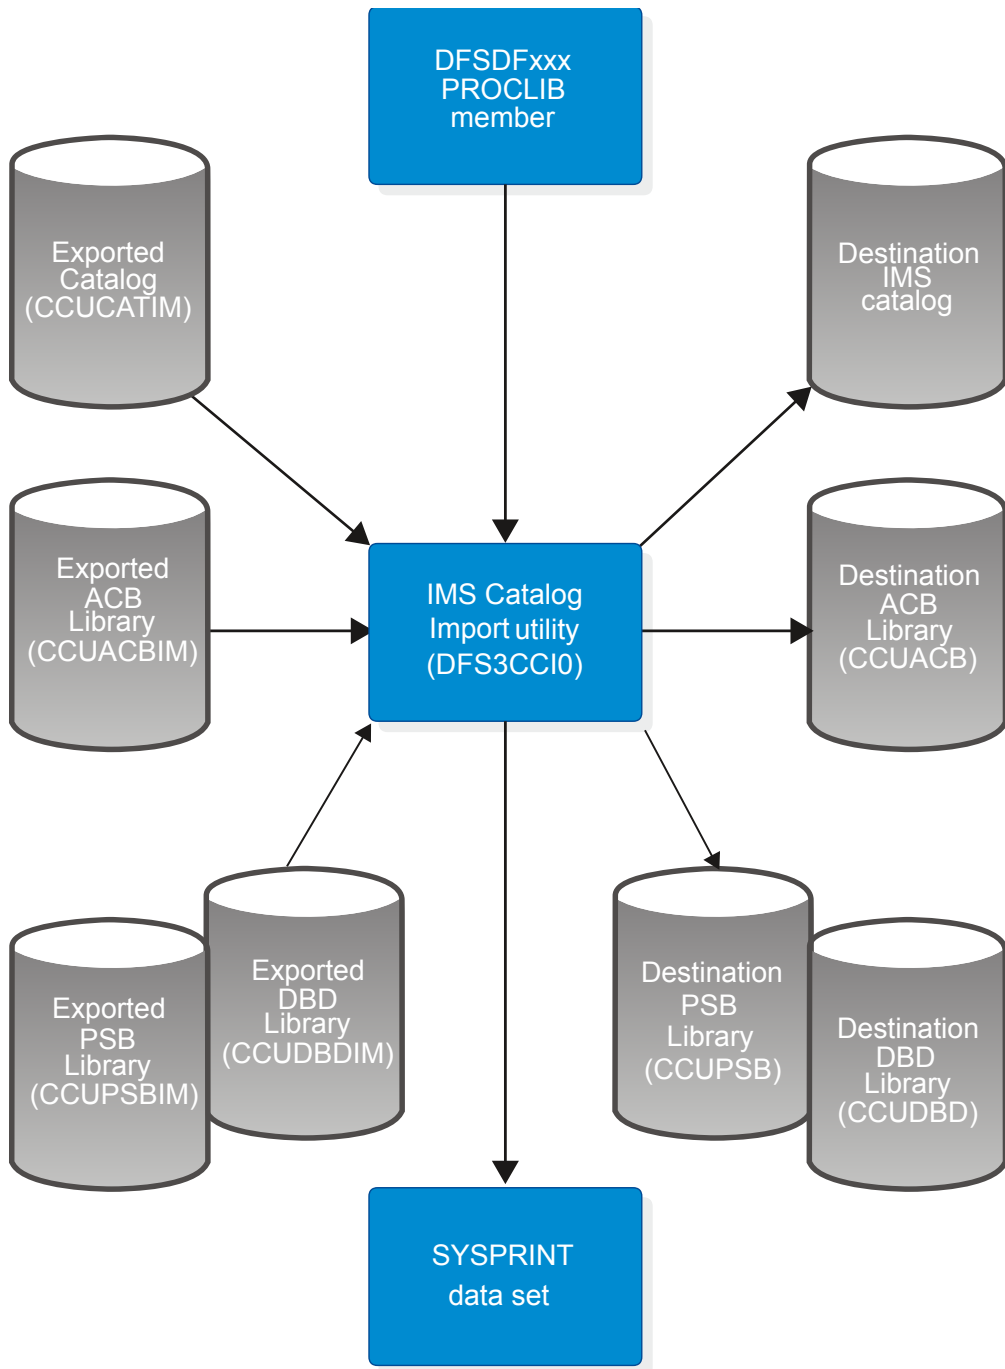 DFSDFxxx
PROCLIB
member
Exported
Catalog
(CCUCATIM)
Destination
IMS
catalog
Exported
ACB
Library
(CCUACBIM)
IMS Catalog
Import utility
(DFS3CCI0)
Destination
ACB
Library
(CCUACB)
Exported
PSB
Library
(CCUPSBIM)
Exported
DBD
Library
(CCUDBDIM)
Destination
PSB
Library
(CCUPSB)
Destination
DBD
Library
(CCUDBD)
SYSPRINT
data set